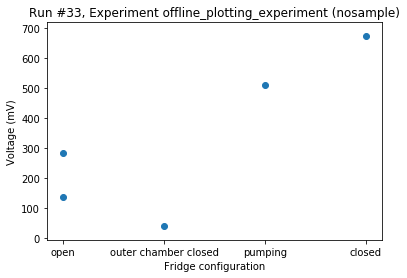 Run #33, Experiment offline_plotting_experiment (nosample)
700
600
500
400
300
200
100
0
Voltage (mV)
open outer chamber closed pumping closed
Fridge configuration